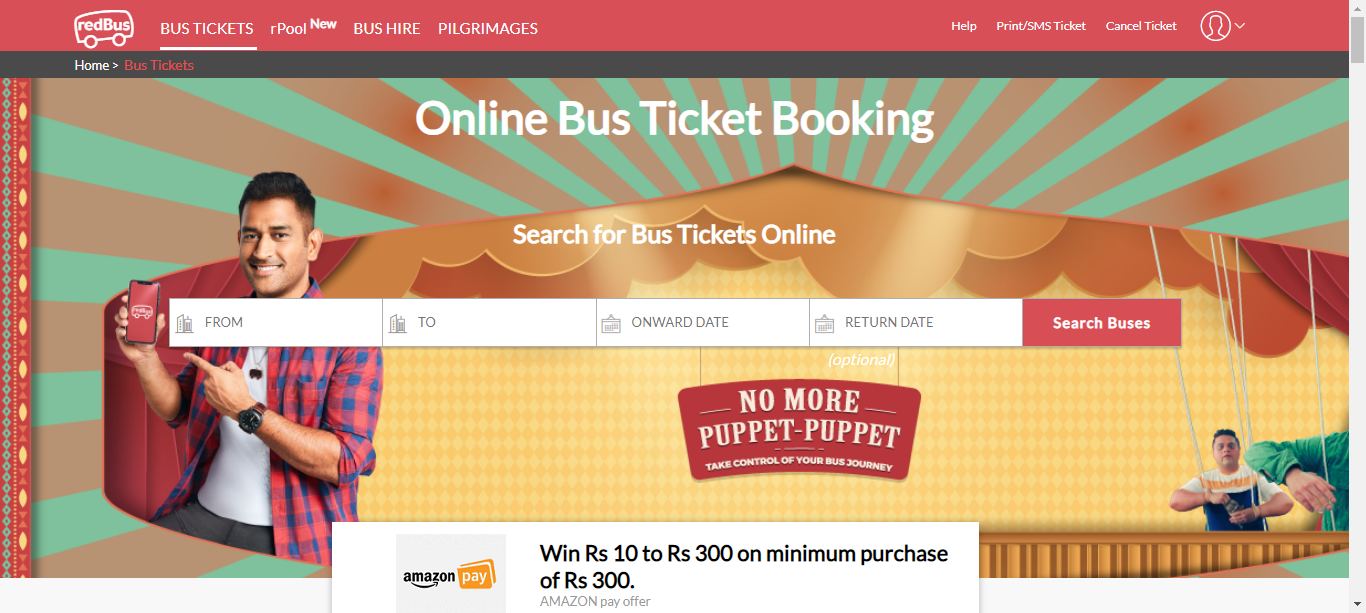 redBus
BUS TICKETS
rPool New
BUS HIRE
PILGRIMAGES
Help
Print/SMS Ticket
Cancel Ticket
Home > Bus Tickets
Online Bus Ticket Booking
Search for Bus Tickets Online
redBus
FROM
TO
ONWARD DATE
RETURN DATE
Search Buses
(optional)
NO MORE
PUPPET-PUPPET
TAKE CONTROL OF YOUR BUS JOURNEY
amazon pay
Win Rs 10 to Rs 300 on minimum purchase
of Rs 300.
AMAZON pay offer